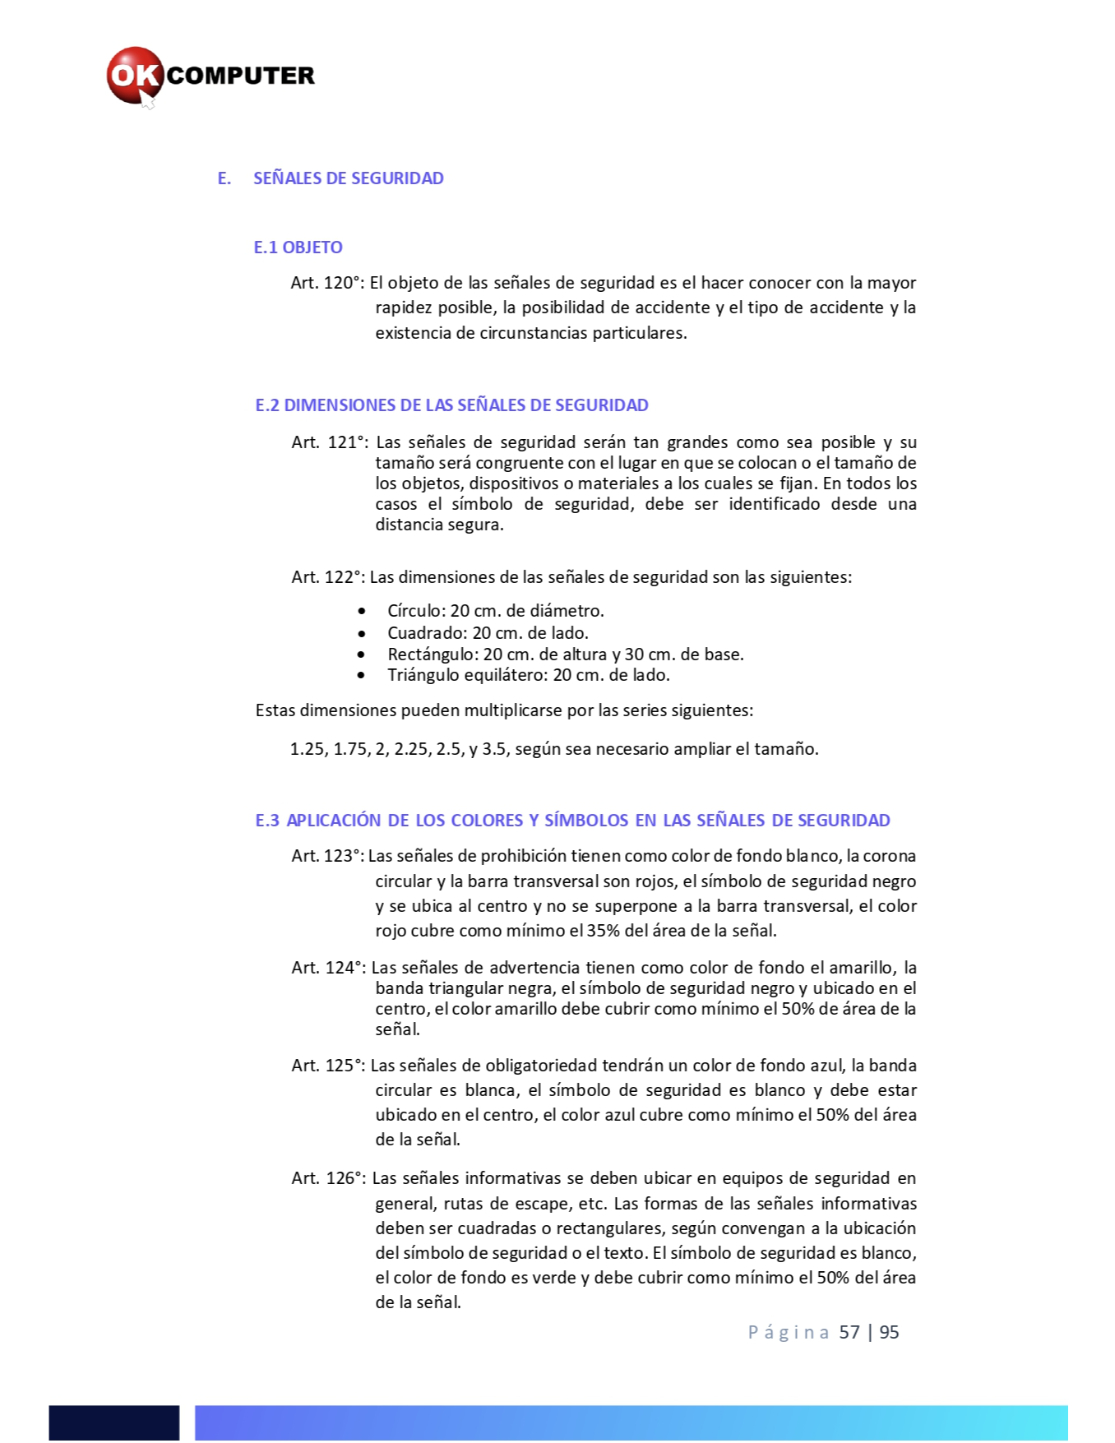 OK COMPUTER
E. SEÑALES DE SEGURIDAD
E.1 OBJETO
Art. 120°: El objeto de las señales de seguridad es el hacer conocer con la mayor
rapidez posible, la posibilidad de accidente y el tipo de accidente y la
existencia de circunstancias particulares.
E.2 DIMENSIONES DE LAS SEÑALES DE SEGURIDAD
Art. 121°: Las señales de seguridad serán tan grandes como sea posible y su
tamaño será congruente con el lugar en que se colocan o el tamaño de
los objetos, dispositivos o materiales a los cuales se fijan. En todos los
casos el símbolo de seguridad, debe ser identificado desde una
distancia segura.
Art. 122°: Las dimensiones de las señales de seguridad son las siguientes:
• Círculo: 20 cm. de diámetro.
• Cuadrado: 20 cm. de lado.
• Rectángulo: 20 cm. de altura y 30 cm. de base.
• Triángulo equilátero: 20 cm. de lado.
Estas dimensiones pueden multiplicarse por las series siguientes:
1.25, 1.75, 2, 2.25, 2.5, y 3.5, según sea necesario ampliar el tamaño.
E.3 APLICACIÓN DE LOS COLORES Y SÍMBOLOS EN LAS SEÑALES DE SEGURIDAD
Art. 123°: Las señales de prohibición tienen como color de fondo blanco, la corona
circular y la barra transversal son rojos, el símbolo de seguridad negro
y se ubica al centro y no se superpone a la barra transversal, el color
rojo cubre como mínimo el 35% del área de la señal.
Art. 124°: Las señales de advertencia tienen como color de fondo el amarillo, la
banda triangular negra, el símbolo de seguridad negro y ubicado en el
centro, el color amarillo debe cubrir como mínimo el 50% de área de la
señal.
Art. 125°: Las señales de obligatoriedad tendrán un color de fondo azul, la banda
circular es blanca, el símbolo de seguridad es blanco y debe estar
ubicado en el centro, el color azul cubre como mínimo el 50% del área
de la señal.
Art. 126°: Las señales informativas se deben ubicar en equipos de seguridad en
general, rutas de escape, etc. Las formas de las señales informativas
deben ser cuadradas o rectangulares, según convengan a la ubicación
del símbolo de seguridad o el texto. El símbolo de seguridad es blanco,
el color de fondo es verde y debe cubrir como mínimo el 50% del área
de la señal.
Página 57 | 95